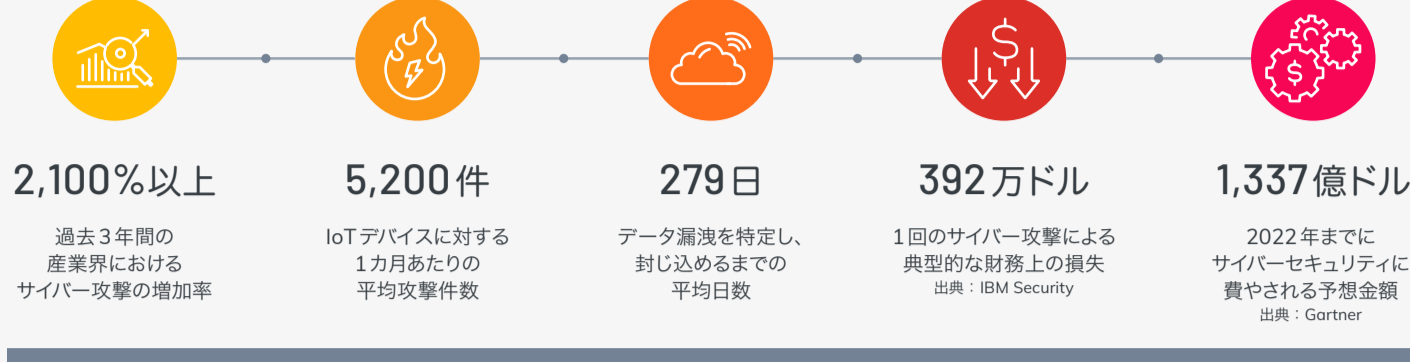 2,100%以上
過去3年間の
産業界における
サイバー攻撃の増加率
5,200件
IoTデバイスに対する
1カ月あたりの
平均攻撃件数
279日
データ漏洩を特定し、
封じ込めるまでの
平均日数
392万ドル
1回のサイバー攻撃による
典型的な財務上の損失
出典：IBM Security
1,337億ドル
2022年までに
サイバーセキュリティに
費やされる予想金額
出典：Gartner